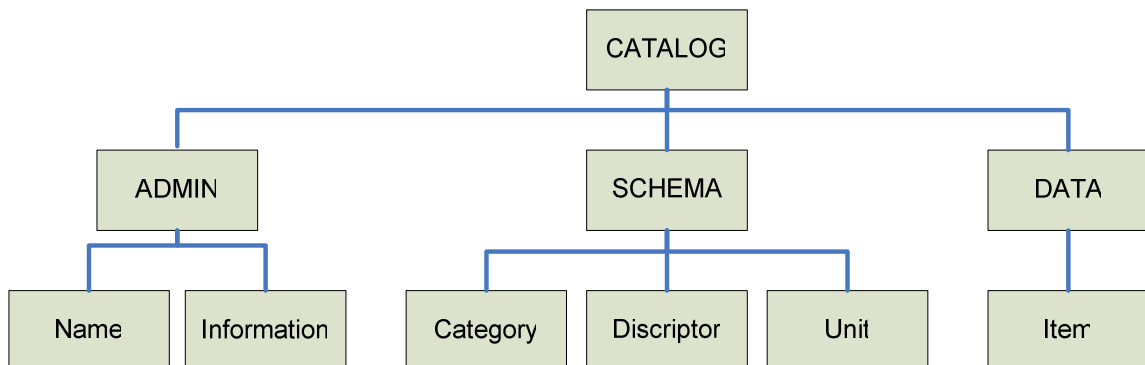 CATALOG
ADMIN
SCHEMA
DATA
Name
Information
Category
Discriptor
Unit
Item